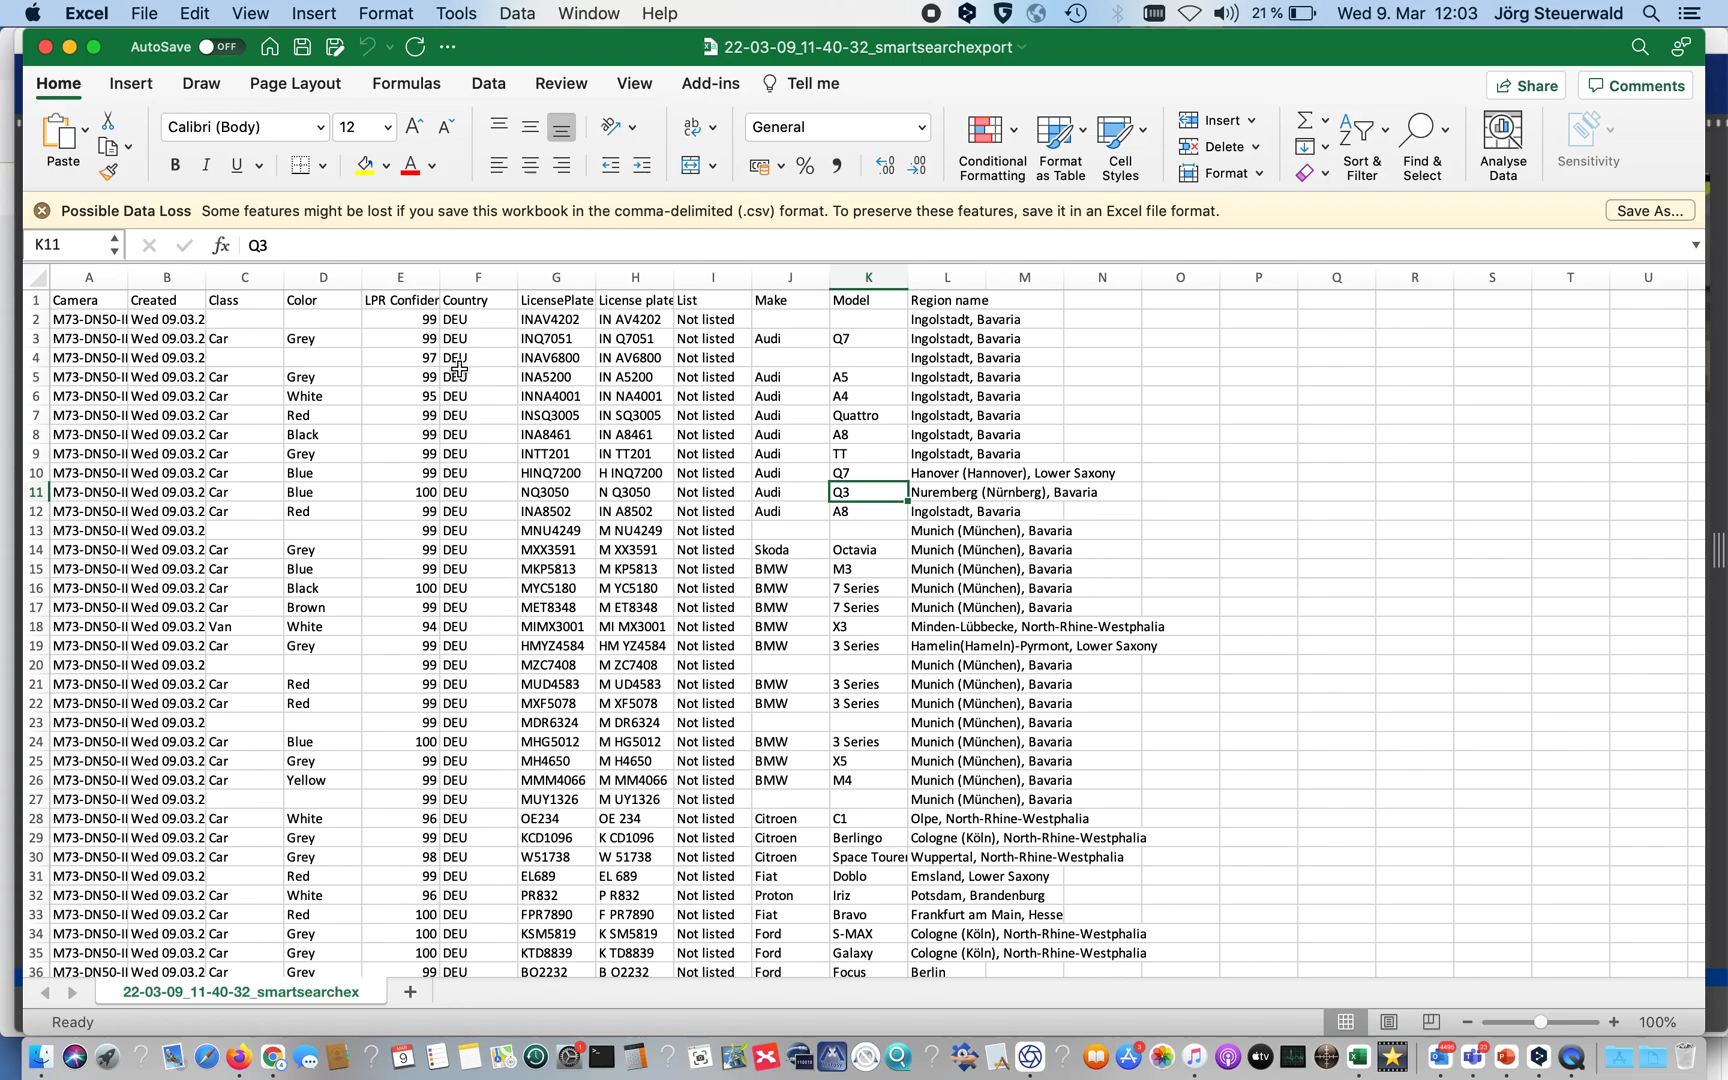 Excel File Edit View Insert Format Tools Data Window Help 21 % Wed 9. Mar 12:03 Jörg Steuerwald
AutoSave OFF 22-03-09_11-40-32_smartsearchexport
Home Insert Draw Page Layout Formulas Data Review View Add-ins Tell me Share Comments
Paste Calibri (Body) 12 General Conditional Formatting Format as Table Cell Styles Insert Delete Format Sort & Filter Find & Select Analyse Data Sensitivity
Possible Data Loss Some features might be lost if you save this workbook in the comma-delimited (.csv) format. To preserve these features, save it in an Excel file format. Save As...
K11 fx Q3
A B C D E F G H I J K L M N O P Q R S T U
1 Camera Created Class Color LPR Confider Country LicensePlate License plate List Make Model Region name
2 M73-DN50-II Wed 09.03.2 99 DEU INAV4202 IN AV4202 Not listed Ingolstadt, Bavaria
3 M73-DN50-II Wed 09.03.2 Car Grey 99 DEU INQ7051 IN Q7051 Not listed Audi Q7 Ingolstadt, Bavaria
4 M73-DN50-II Wed 09.03.2 97 DEU INAV6800 IN AV6800 Not listed Ingolstadt, Bavaria
5 M73-DN50-II Wed 09.03.2 Car Grey 99 DEU INA5200 IN A5200 Not listed Audi A5 Ingolstadt, Bavaria
6 M73-DN50-II Wed 09.03.2 Car White 95 DEU INNA4001 IN NA4001 Not listed Audi A4 Ingolstadt, Bavaria
7 M73-DN50-II Wed 09.03.2 Car Red 99 DEU INSQ3005 IN SQ3005 Not listed Audi Quattro Ingolstadt, Bavaria
8 M73-DN50-II Wed 09.03.2 Car Black 99 DEU INA8461 IN A8461 Not listed Audi A8 Ingolstadt, Bavaria
9 M73-DN50-II Wed 09.03.2 Car Grey 99 DEU INTT201 IN TT201 Not listed Audi TT Ingolstadt, Bavaria
10 M73-DN50-II Wed 09.03.2 Car Blue 99 DEU HINQ7200 H INQ7200 Not listed Audi Q7 Hanover (Hannover), Lower Saxony
11 M73-DN50-II Wed 09.03.2 Car Blue 100 DEU NQ3050 N Q3050 Not listed Audi Q3 Nuremberg (Nürnberg), Bavaria
12 M73-DN50-II Wed 09.03.2 Car Red 99 DEU INA8502 IN A8502 Not listed Audi A8 Ingolstadt, Bavaria
13 M73-DN50-II Wed 09.03.2 99 DEU MNU4249 M NU4249 Not listed Munich (München), Bavaria
14 M73-DN50-II Wed 09.03.2 Car Grey 99 DEU MXX3591 M XX3591 Not listed Skoda Octavia Munich (München), Bavaria
15 M73-DN50-II Wed 09.03.2 Car Blue 99 DEU MKP5813 M KP5813 Not listed BMW M3 Munich (München), Bavaria
16 M73-DN50-II Wed 09.03.2 Car Black 100 DEU MYC5180 M YC5180 Not listed BMW 7 Series Munich (München), Bavaria
17 M73-DN50-II Wed 09.03.2 Car Brown 99 DEU MET8348 M ET8348 Not listed BMW 7 Series Munich (München), Bavaria
18 M73-DN50-II Wed 09.03.2 Van White 94 DEU MIMX3001 MI MX3001 Not listed BMW X3 Minden-Lübbecke, North-Rhine-Westphalia
19 M73-DN50-II Wed 09.03.2 Car Grey 99 DEU HMYZ4584 HM YZ4584 Not listed BMW 3 Series Hamelin(Hameln)-Pyrmont, Lower Saxony
20 M73-DN50-II Wed 09.03.2 99 DEU MZC7408 M ZC7408 Not listed Munich (München), Bavaria
21 M73-DN50-II Wed 09.03.2 Car Red 99 DEU MUD4583 M UD4583 Not listed BMW 3 Series Munich (München), Bavaria
22 M73-DN50-II Wed 09.03.2 Car Red 99 DEU MXF5078 M XF5078 Not listed BMW 3 Series Munich (München), Bavaria
23 M73-DN50-II Wed 09.03.2 99 DEU MDR6324 M DR6324 Not listed Munich (München), Bavaria
24 M73-DN50-II Wed 09.03.2 Car Blue 100 DEU MHG5012 M HG5012 Not listed BMW 3 Series Munich (München), Bavaria
25 M73-DN50-II Wed 09.03.2 Car Grey 99 DEU MH4650 M H4650 Not listed BMW X5 Munich (München), Bavaria
26 M73-DN50-II Wed 09.03.2 Car Yellow 99 DEU MMM4066 M MM4066 Not listed BMW M4 Munich (München), Bavaria
27 M73-DN50-II Wed 09.03.2 99 DEU MUY1326 M UY1326 Not listed Munich (München), Bavaria
28 M73-DN50-II Wed 09.03.2 Car White 96 DEU OE234 OE 234 Not listed Citroen C1 Olpe, North-Rhine-Westphalia
29 M73-DN50-II Wed 09.03.2 Car Grey 99 DEU KCD1096 K CD1096 Not listed Citroen Berlingo Cologne (Köln), North-Rhine-Westphalia
30 M73-DN50-II Wed 09.03.2 Car Grey 98 DEU W51738 W 51738 Not listed Citroen Space Tourer Wuppertal, North-Rhine-Westphalia
31 M73-DN50-II Wed 09.03.2 Red 99 DEU EL689 EL 689 Not listed Fiat Doblo Emsland, Lower Saxony
32 M73-DN50-II Wed 09.03.2 Car White 96 DEU PR832 P R832 Not listed Proton Iriz Potsdam, Brandenburg
33 M73-DN50-II Wed 09.03.2 Car Red 100 DEU FPR7890 F PR7890 Not listed Fiat Bravo Frankfurt am Main, Hesse
34 M73-DN50-II Wed 09.03.2 Car Grey 100 DEU KSM5819 K SM5819 Not listed Ford S-MAX Cologne (Köln), North-Rhine-Westphalia
35 M73-DN50-II Wed 09.03.2 Car Grey 100 DEU KTD8839 K TD8839 Not listed Ford Galaxy Cologne (Köln), North-Rhine-Westphalia
36 M73-DN50-II Wed 09.03.2 Car Grey 99 DEU BO2232 B O2232 Not listed Ford Focus Berlin
22-03-09_11-40-32_smartsearchex
Ready 100%